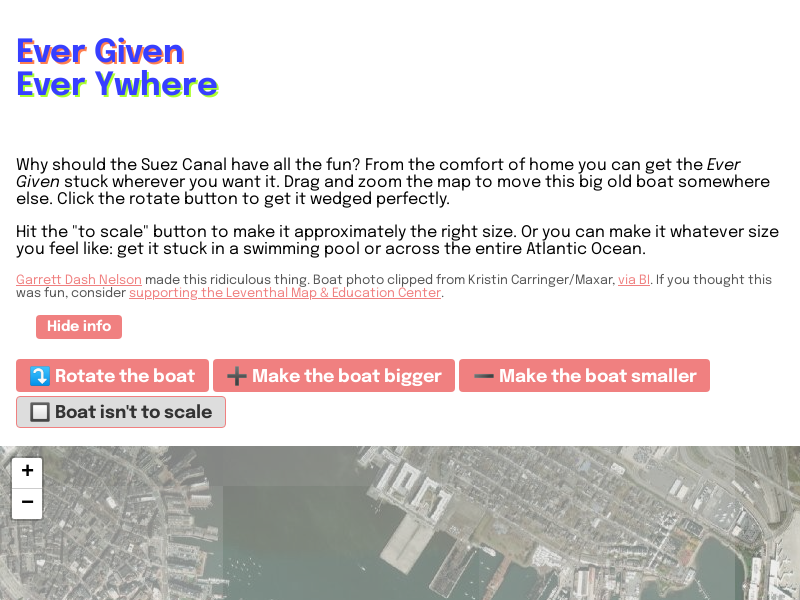 Ever Given
Ever Ywhere
Why should the Suez Canal have all the fun? From the comfort of home you can get the Ever
Given stuck wherever you want it. Drag and zoom the map to move this big old boat somewhere
else. Click the rotate button to get it wedged perfectly.
Hit the "to scale" button to make it approximately the right size. Or you can make it whatever size
you feel like: get it stuck in a swimming pool or across the entire Atlantic Ocean.
Garrett Dash Nelson made this ridiculous thing. Boat photo clipped from Kristin Carringer/Maxar, via BI. If you thought this
was fun, consider supporting the Leventhal Map & Education Center.
Hide info
⤵️ Rotate the boat
➕ Make the boat bigger
➖ Make the boat smaller
🔲 Boat isn't to scale
+
−